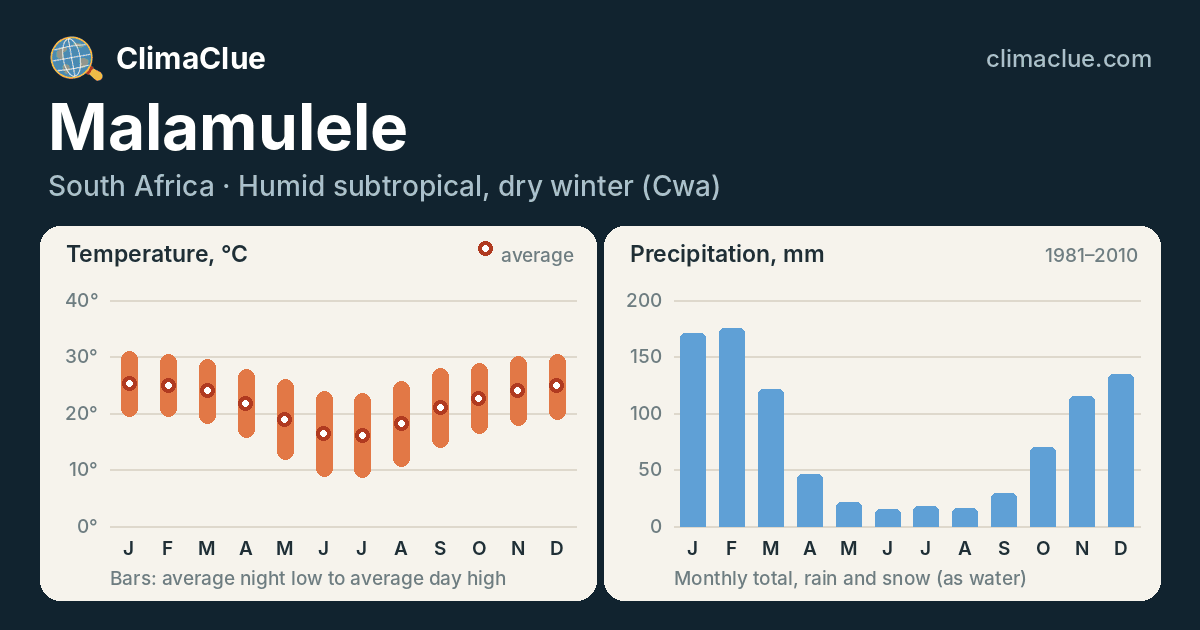 ClimaClue
climaclue.com
Malamulele
South Africa · Humid subtropical, dry winter (Cwa)
Temperature, °C
average
40°
30°
20°
10°
0°
J F M A M J J A S O N D
Bars: average night low to average day high
Precipitation, mm
1981–2010
200
150
100
50
0
J F M A M J J A S O N D
Monthly total, rain and snow (as water)